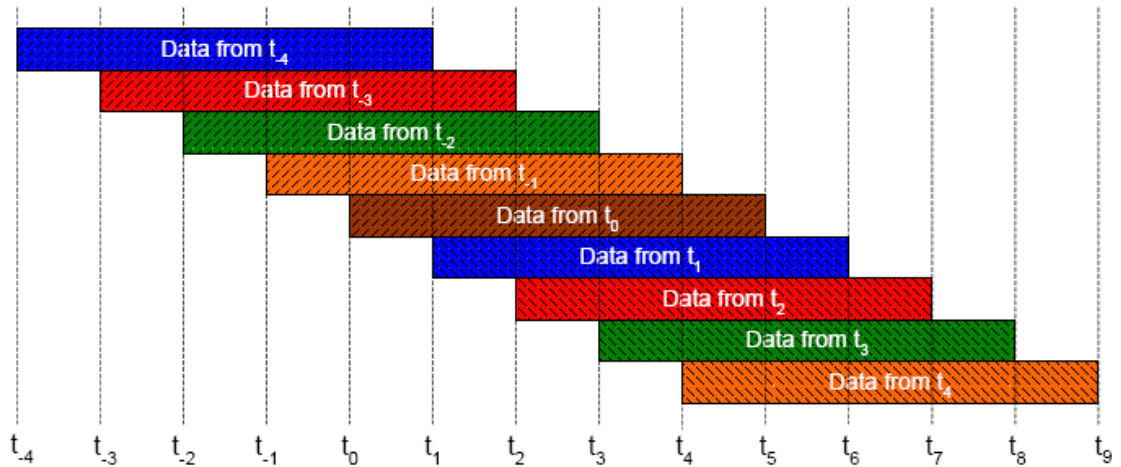 Data from t₋₄
Data from t₋₃
Data from t₋₂
Data from t₋₁
Data from t₀
Data from t₁
Data from t₂
Data from t₃
Data from t₄
t₋₄ t₋₃ t₋₂ t₋₁ t₀ t₁ t₂ t₃ t₄ t₅ t₆ t₇ t₈ t₉